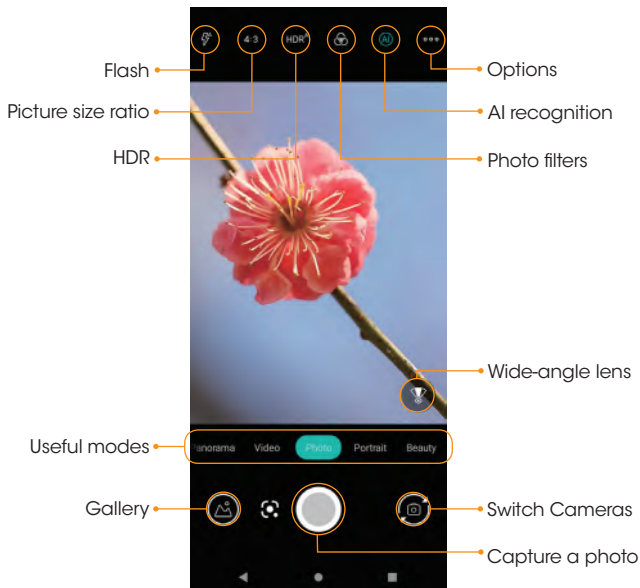 4:3 HDR AI
Flash
Options
Picture size ratio
AI recognition
HDR
Photo filters
Wide-angle lens
Useful modes
anorama Video Photo Portrait Beauty
Gallery
Switch Cameras
Capture a photo